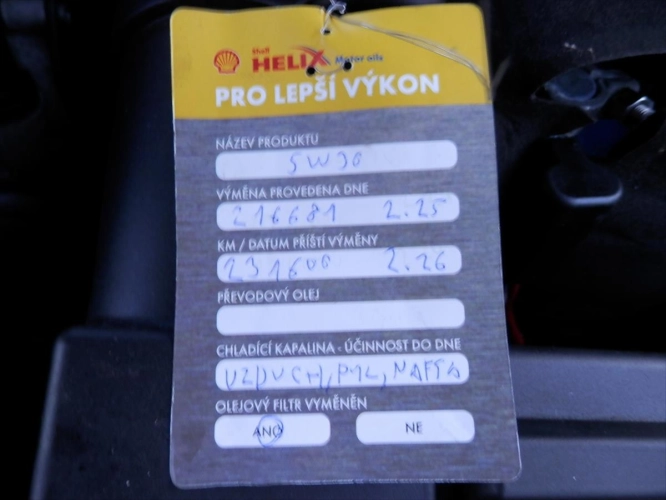 Shell
HELIX Motor oils
PRO LEPŠÍ VÝKON
NÁZEV PRODUKTU
5W30
VÝMĚNA PROVEDENA DNE
216681 2.25
KM / DATUM PŘÍŠTÍ VÝMĚNY
231600 2.26
PŘEVODOVÝ OLEJ
CHLADÍCÍ KAPALINA - ÚČINNOST DO DNE
VZDUCH, PYL, NAFTA
OLEJOVÝ FILTR VYMĚNĚN
ANO NE